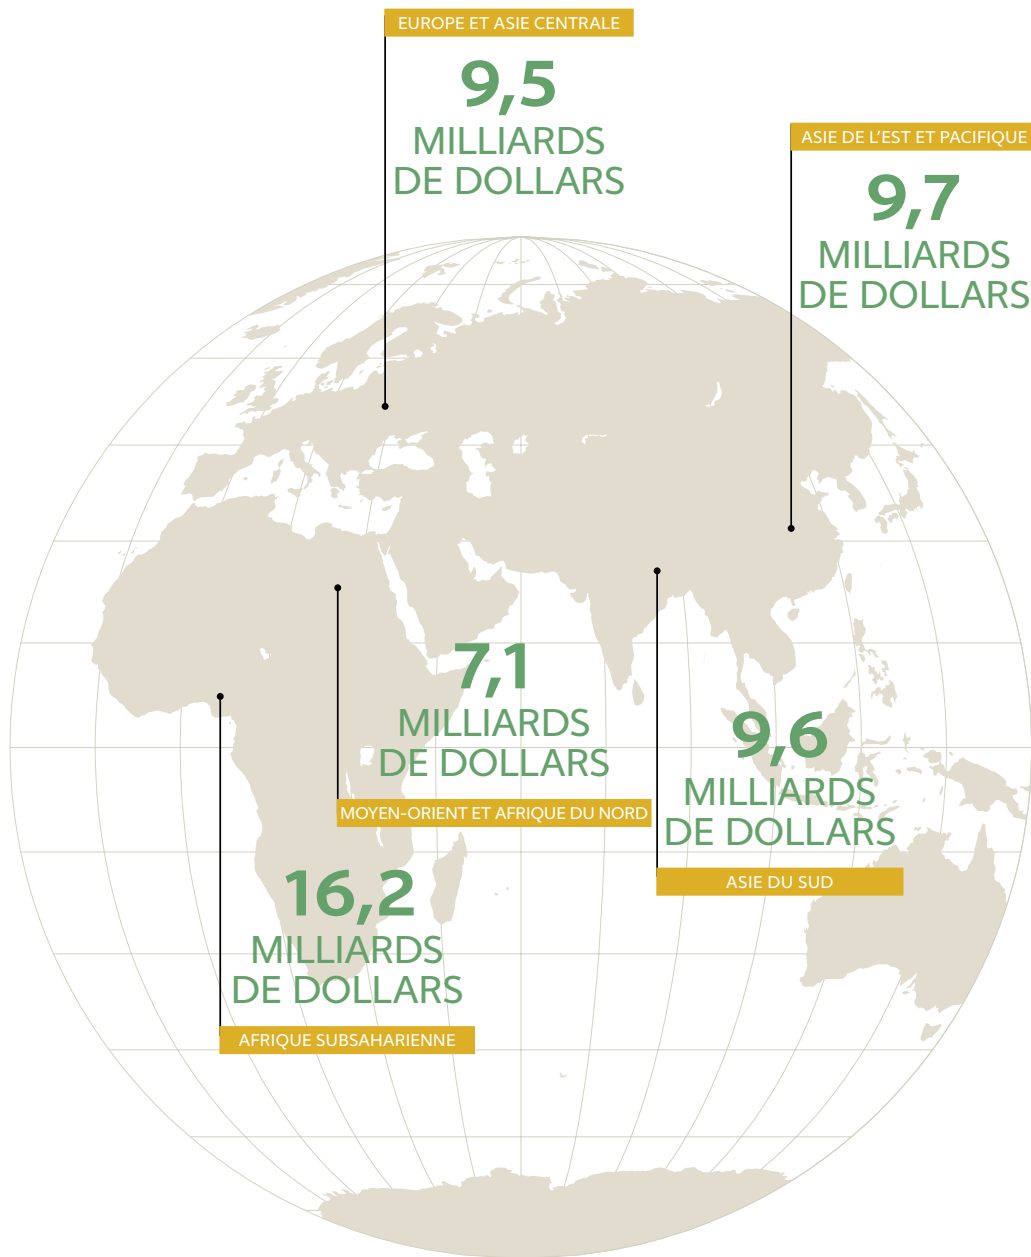 EUROPE ET ASIE CENTRALE
9,5
MILLIARDS
DE DOLLARS
ASIE DE L’EST ET PACIFIQUE
9,7
MILLIARDS
DE DOLLARS
7,1
MILLIARDS
DE DOLLARS
MOYEN-ORIENT ET AFRIQUE DU NORD
9,6
MILLIARDS
DE DOLLARS
ASIE DU SUD
16,2
MILLIARDS
DE DOLLARS
AFRIQUE SUBSAHARIENNE